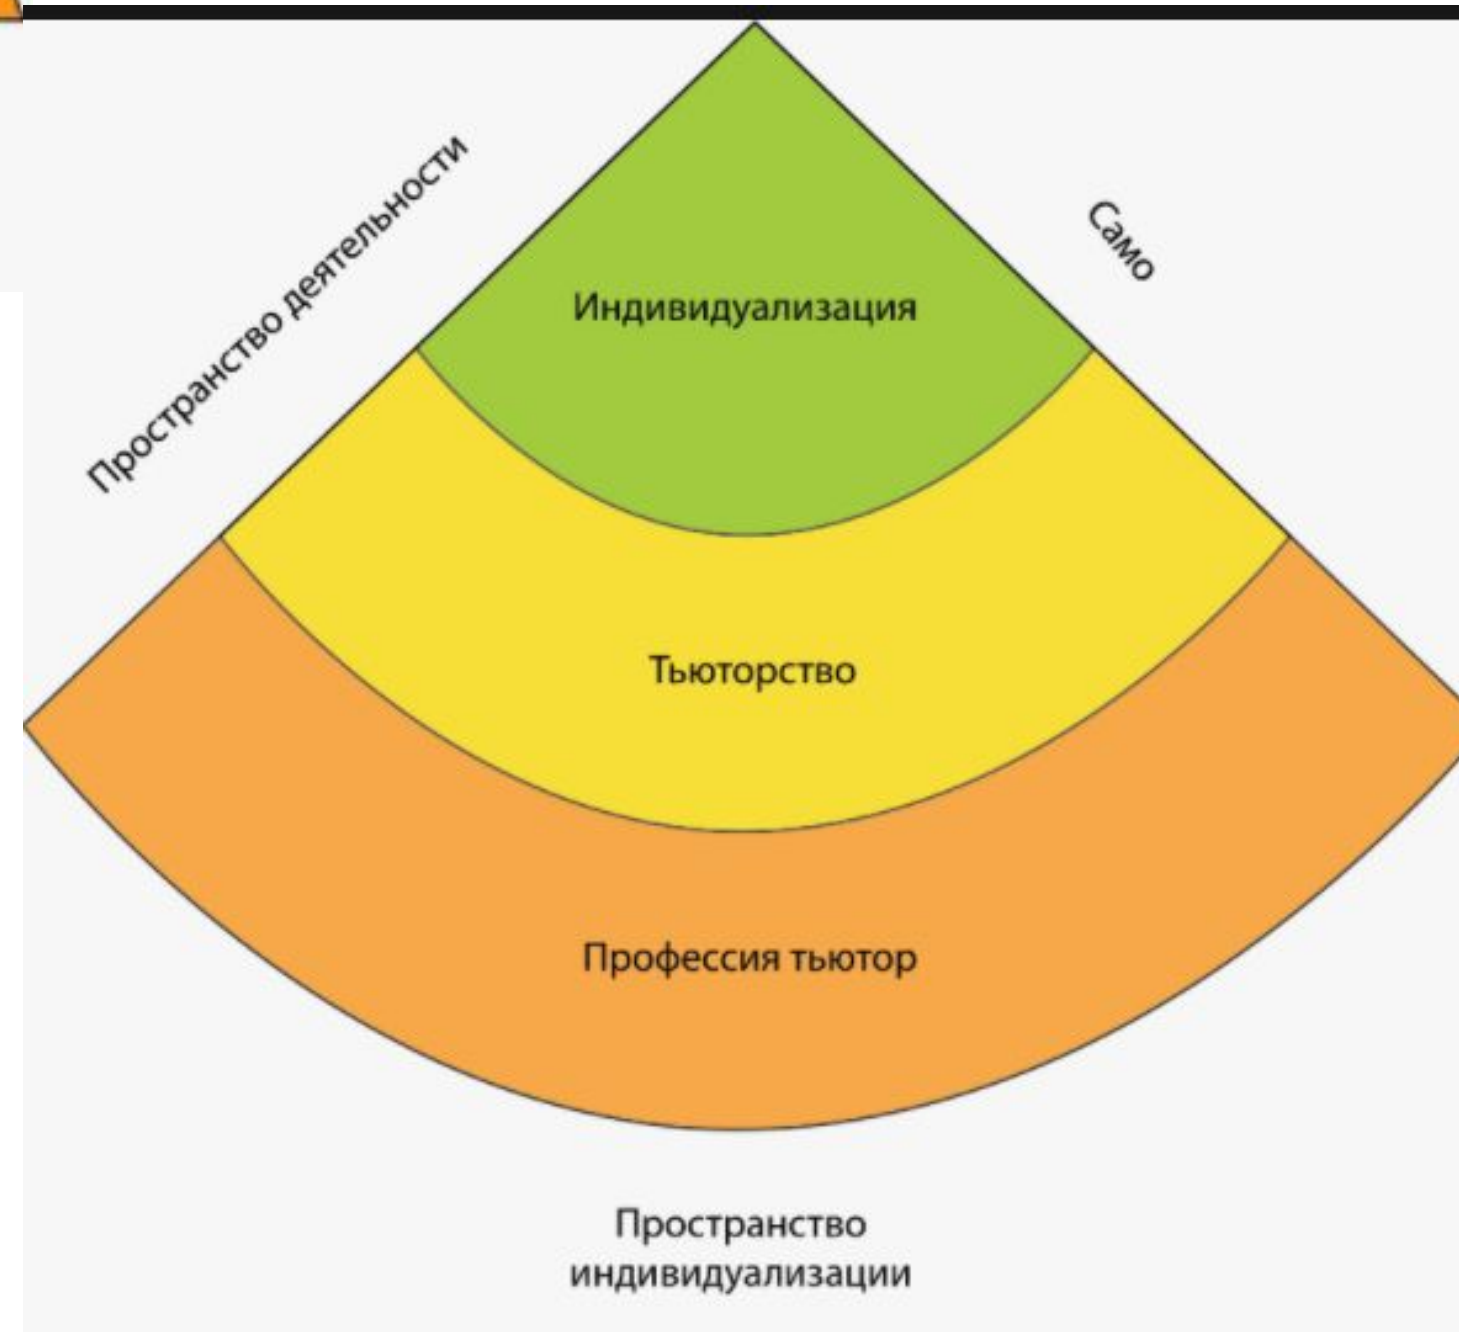 Пространство деятельности
Само
Индивидуализация
Тьюторство
Профессия тьютор
Пространство
индивидуализации